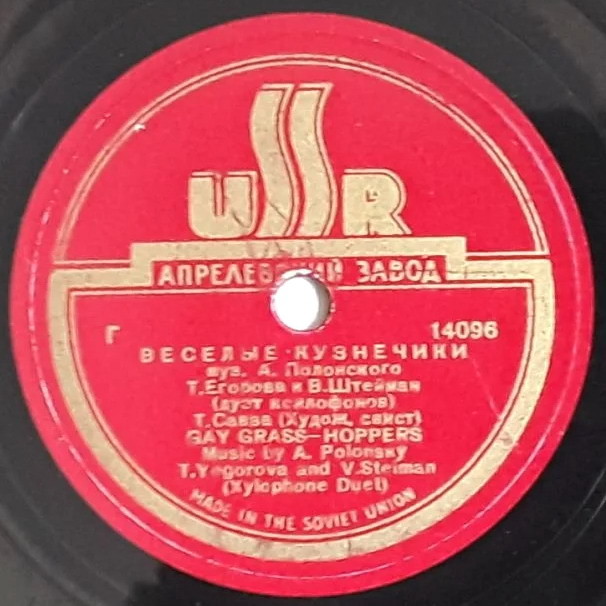 USSR
АПРЕЛЕВСКИЙ ЗАВОД
Г 14096
ВЕСЕЛЫЕ КУЗНЕЧИКИ
муз. А. Полонского
Т. Егорова и В. Штейман
(дуэт ксилофонов)
Т. Савва (Худож. свист)
GAY GRASS-HOPPERS
Music by A. Polonsky
T. Yegorova and V. Steiman
(Xylophone Duet)
MADE IN THE SOVIET UNION